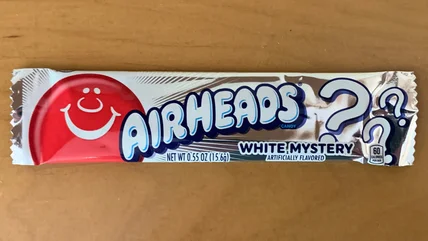 AIRHEADS
CANDY
? ? ?
WHITE MYSTERY
NET WT 0.55 OZ (15.6g)
ARTIFICIALLY FLAVORED
60